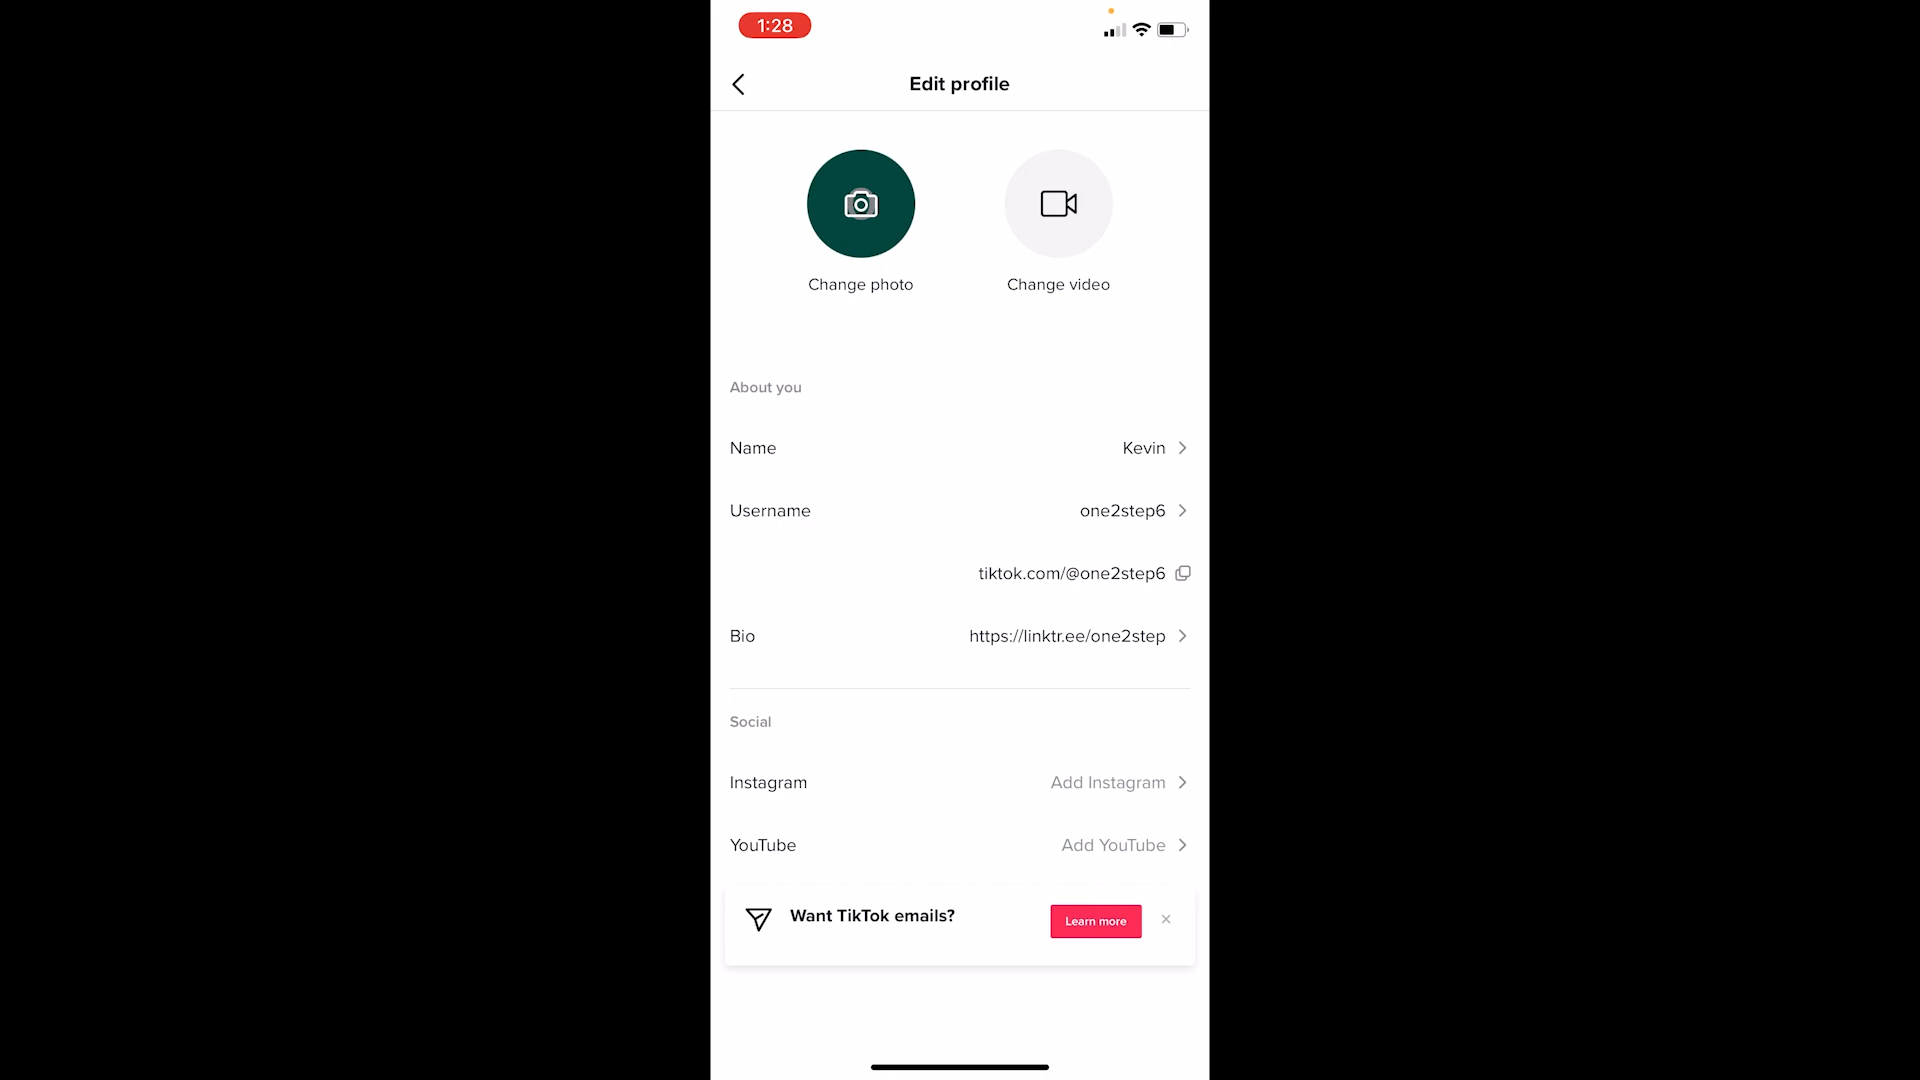 1:28
Edit profile
Change photo
Change video
About you
Name
Kevin
Username
one2step6
tiktok.com/@one2step6
Bio
https://linktr.ee/one2step
Social
Instagram
Add Instagram
YouTube
Add YouTube
Want TikTok emails?
Learn more